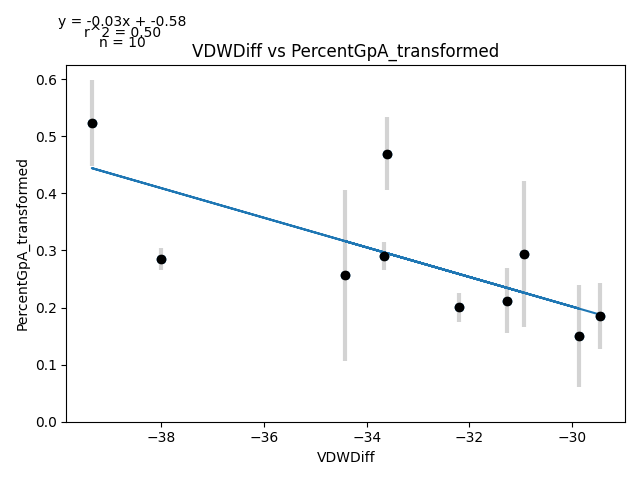 y = -0.03x + -0.58
r^2 = 0.50
n = 10
VDWDiff vs PercentGpA_transformed
PercentGpA_transformed
0.6
0.5
0.4
0.3
0.2
0.1
0.0
−38 −36 −34 −32 −30
VDWDiff